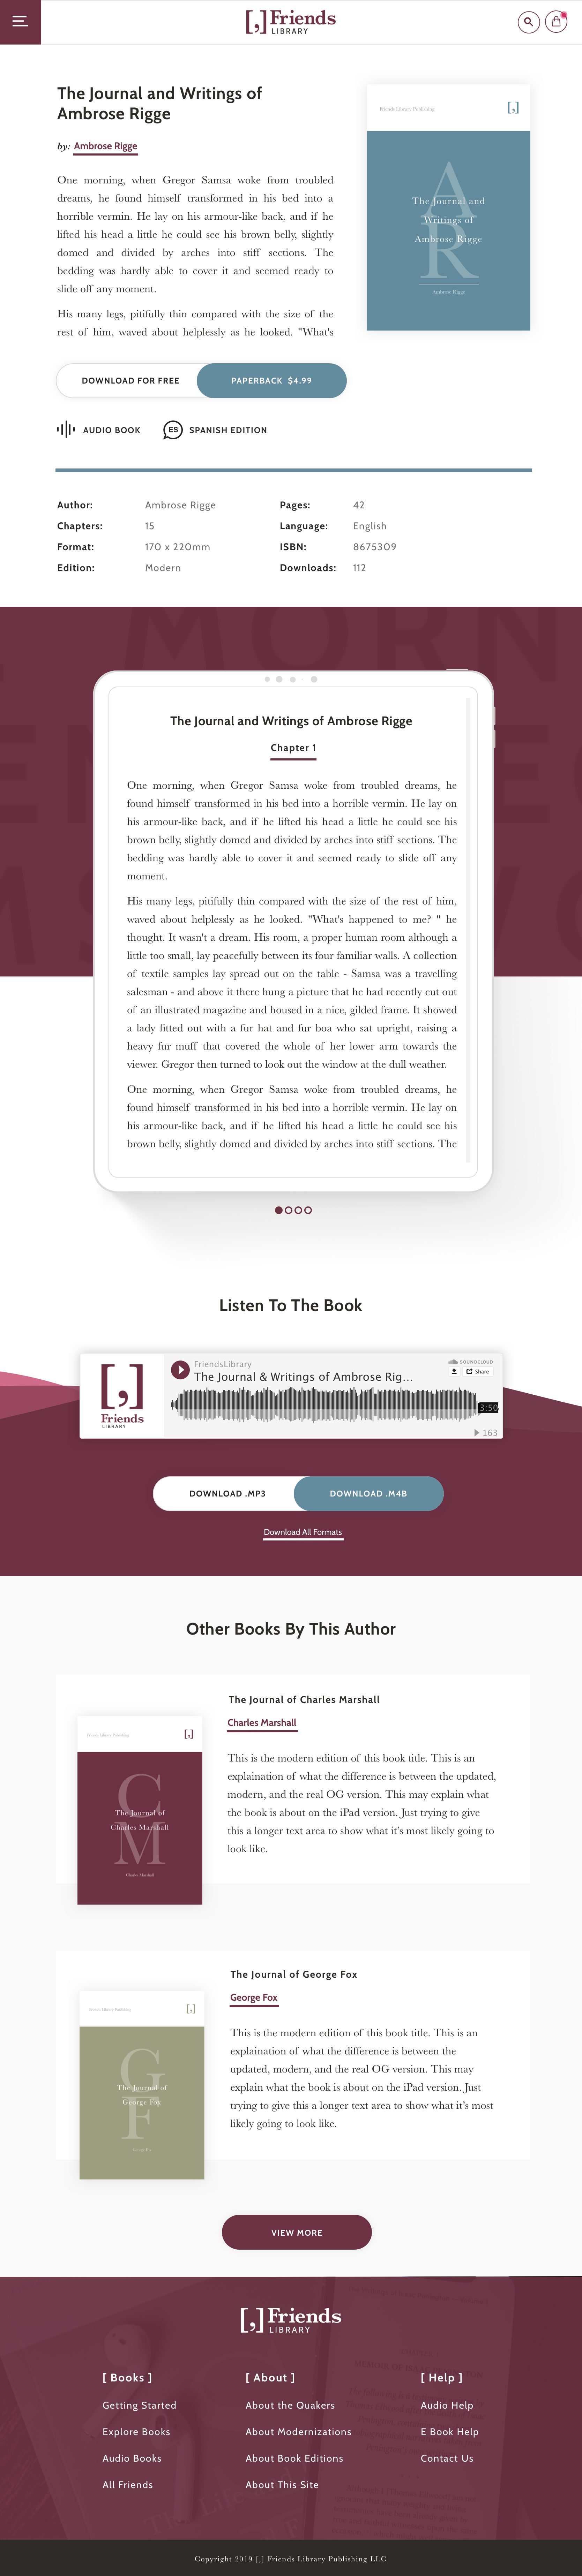 [,] Friends
LIBRARY
The Journal and Writings of
Ambrose Rigge
by: Ambrose Rigge
One morning, when Gregor Samsa woke from troubled
dreams, he found himself transformed in his bed into a
horrible vermin. He lay on his armour-like back, and if he
lifted his head a little he could see his brown belly, slightly
domed and divided by arches into stiff sections. The
bedding was hardly able to cover it and seemed ready to
slide off any moment.
His many legs, pitifully thin compared with the size of the
rest of him, waved about helplessly as he looked. "What's
Friends Library Publishing
[,]
AR
The Journal and
Writings of
Ambrose Rigge
Ambrose Rigge
DOWNLOAD FOR FREE
PAPERBACK $4.99
AUDIO BOOK
ES
SPANISH EDITION
Author: Ambrose Rigge
Pages: 42
Chapters: 15
Language: English
Format: 170 x 220mm
ISBN: 8675309
Edition: Modern
Downloads: 112
The Journal and Writings of Ambrose Rigge
Chapter 1
One morning, when Gregor Samsa woke from troubled dreams, he
found himself transformed in his bed into a horrible vermin. He lay on
his armour-like back, and if he lifted his head a little he could see his
brown belly, slightly domed and divided by arches into stiff sections. The
bedding was hardly able to cover it and seemed ready to slide off any
moment.
His many legs, pitifully thin compared with the size of the rest of him,
waved about helplessly as he looked. "What's happened to me? " he
thought. It wasn't a dream. His room, a proper human room although a
little too small, lay peacefully between its four familiar walls. A collection
of textile samples lay spread out on the table - Samsa was a travelling
salesman - and above it there hung a picture that he had recently cut out
of an illustrated magazine and housed in a nice, gilded frame. It showed
a lady fitted out with a fur hat and fur boa who sat upright, raising a
heavy fur muff that covered the whole of her lower arm towards the
viewer. Gregor then turned to look out the window at the dull weather.
One morning, when Gregor Samsa woke from troubled dreams, he
found himself transformed in his bed into a horrible vermin. He lay on
his armour-like back, and if he lifted his head a little he could see his
brown belly, slightly domed and divided by arches into stiff sections. The
Listen To The Book
[,]
Friends
LIBRARY
FriendsLibrary
The Journal & Writings of Ambrose Rig...
SOUNDCLOUD
Share
3:50
163
DOWNLOAD .MP3
DOWNLOAD .M4B
Download All Formats
Other Books By This Author
Friends Library Publishing
[,]
CM
The Journal of
Charles Marshall
Charles Marshall
The Journal of Charles Marshall
Charles Marshall
This is the modern edition of this book title. This is an
explaination of what the difference is between the updated,
modern, and the real OG version. This may explain what
the book is about on the iPad version. Just trying to give
this a longer text area to show what it's most likely going to
look like.
Friends Library Publishing
[,]
GF
The Journal of
George Fox
George Fox
The Journal of George Fox
George Fox
This is the modern edition of this book title. This is an
explaination of what the difference is between the
updated, modern, and the real OG version. This may
explain what the book is about on the iPad version. Just
trying to give this a longer text area to show what it's most
likely going to look like.
VIEW MORE
[,] Friends
LIBRARY
[ Books ]
Getting Started
Explore Books
Audio Books
All Friends
[ About ]
About the Quakers
About Modernizations
About Book Editions
About This Site
[ Help ]
Audio Help
E Book Help
Contact Us
Copyright 2019 [,] Friends Library Publishing LLC